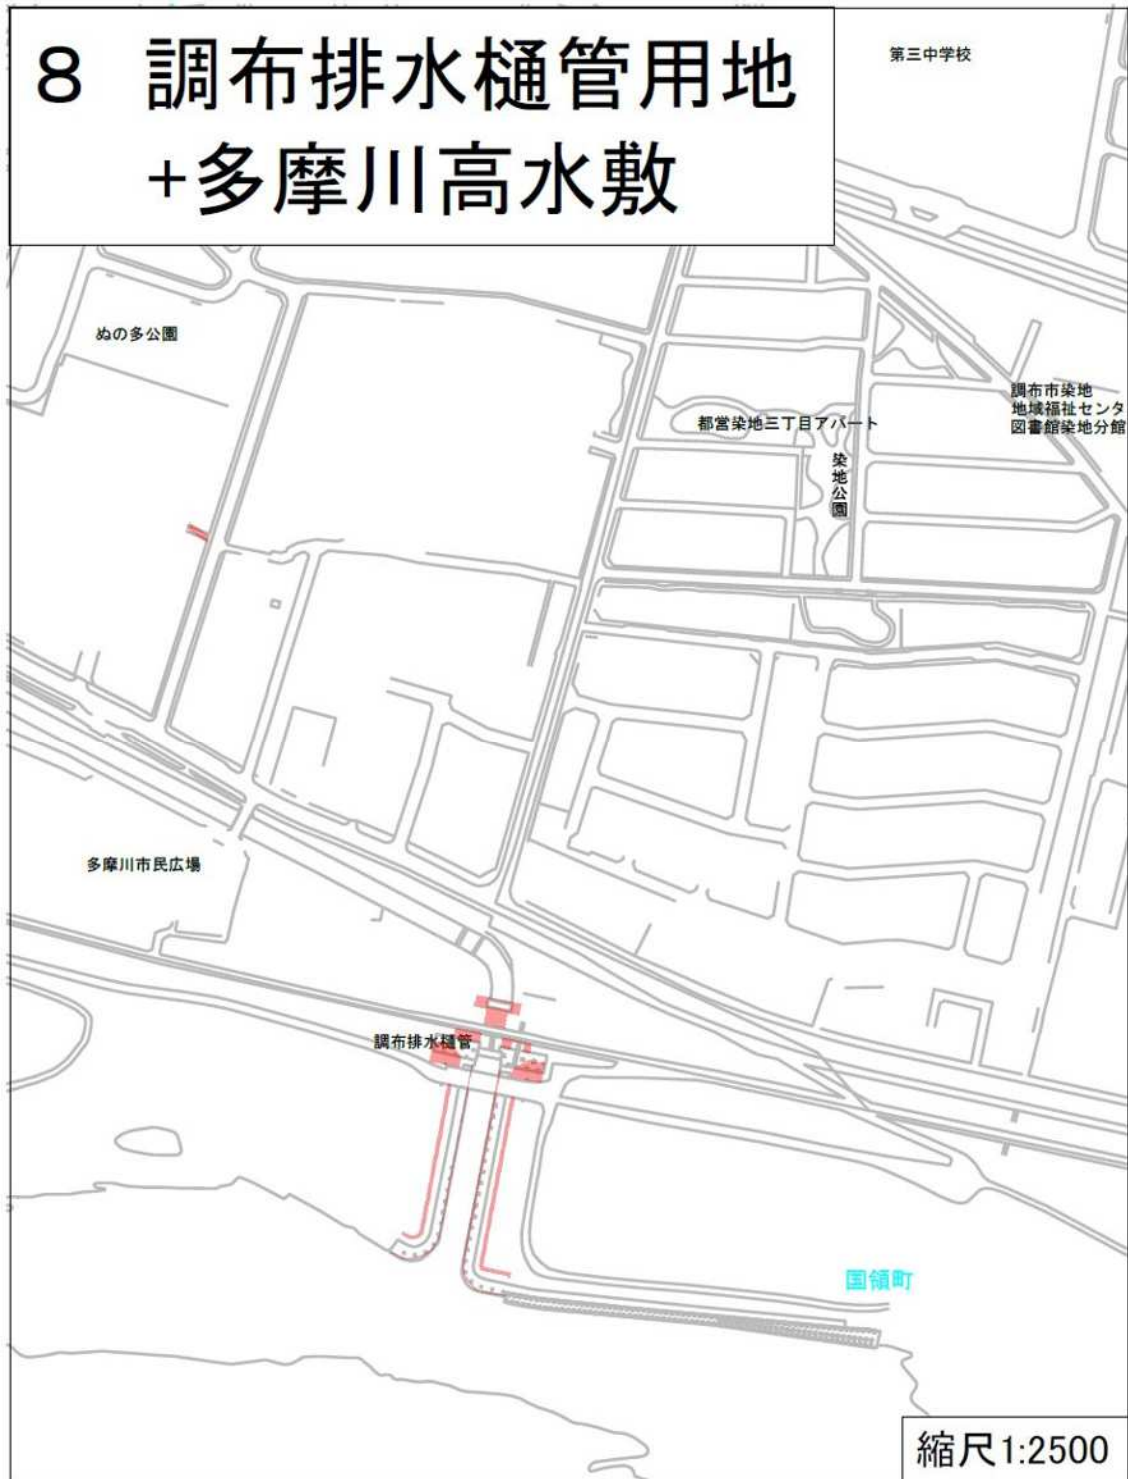 8 調布排水樋管用地
+多摩川高水敷
第三中学校
ぬの多公園
調布市染地
地域福祉センタ
図書館染地分館
都営染地三丁目アパート
染地公園
多摩川市民広場
調布排水樋管
国領町
縮尺1:2500